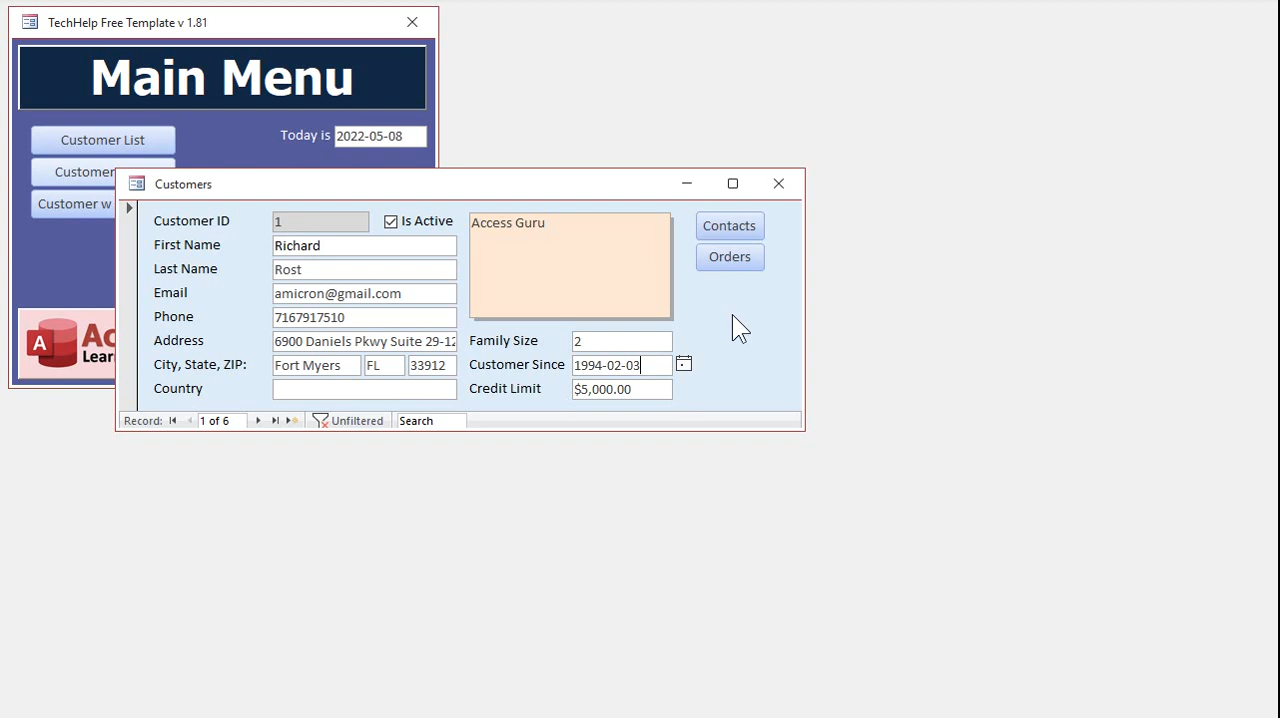 TechHelp Free Template v 1.81
Main Menu
Customer List
Today is 2022-05-08
Customer
Customer w
A Ac
Lear
Customers
Customer ID 1 Is Active
Access Guru
Contacts
First Name Richard
Orders
Last Name Rost
Email amicron@gmail.com
Phone 7167917510
Address 6900 Daniels Pkwy Suite 29-12
Family Size 2
City, State, ZIP: Fort Myers FL 33912
Customer Since 1994-02-03
Country
Credit Limit $5,000.00
Record: 1 of 6 Unfiltered Search